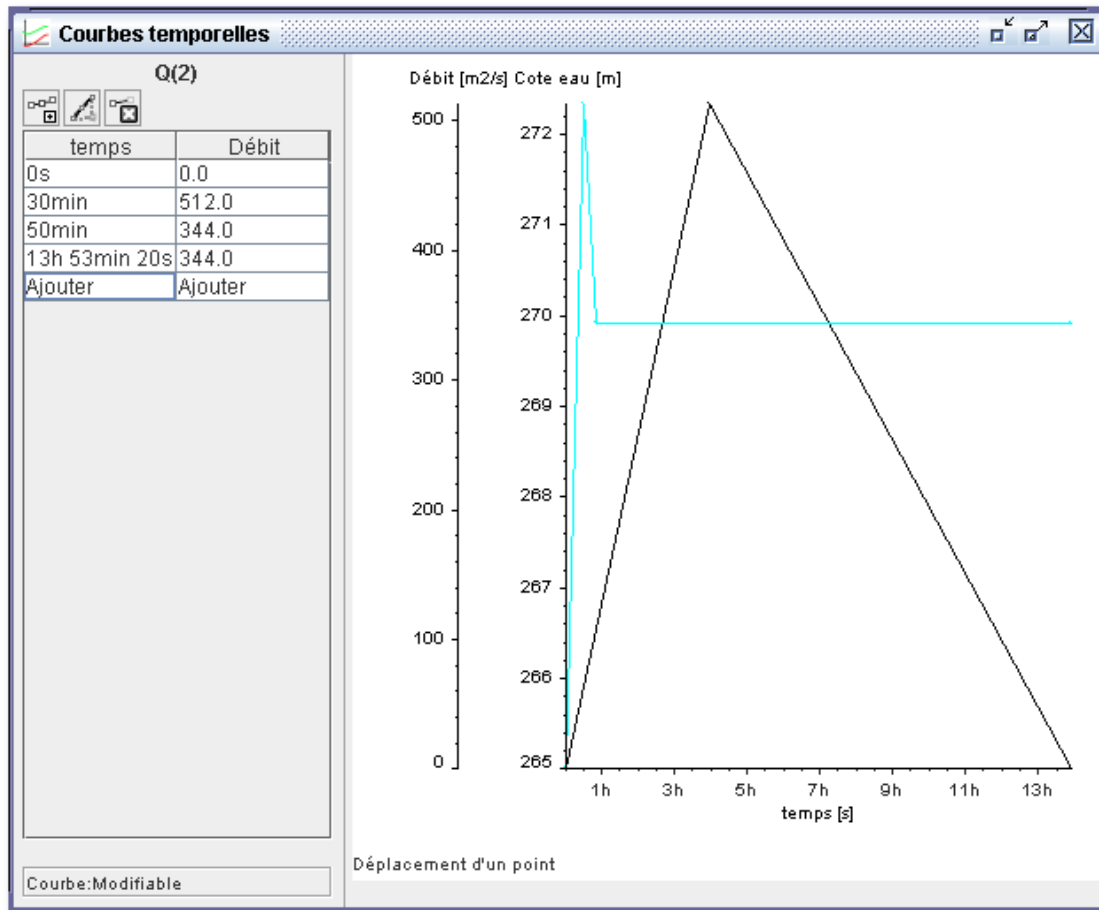 Courbes temporelles
Q(2)
temps Débit
0s 0.0
30min 512.0
50min 344.0
13h 53min 20s 344.0
Ajouter Ajouter
Courbe:Modifiable
Débit [m2/s] Cote eau [m]
500
400
300
200
100
0
272
271
270
269
268
267
266
265
1h 3h 5h 7h 9h 11h 13h
temps [s]
Déplacement d'un point